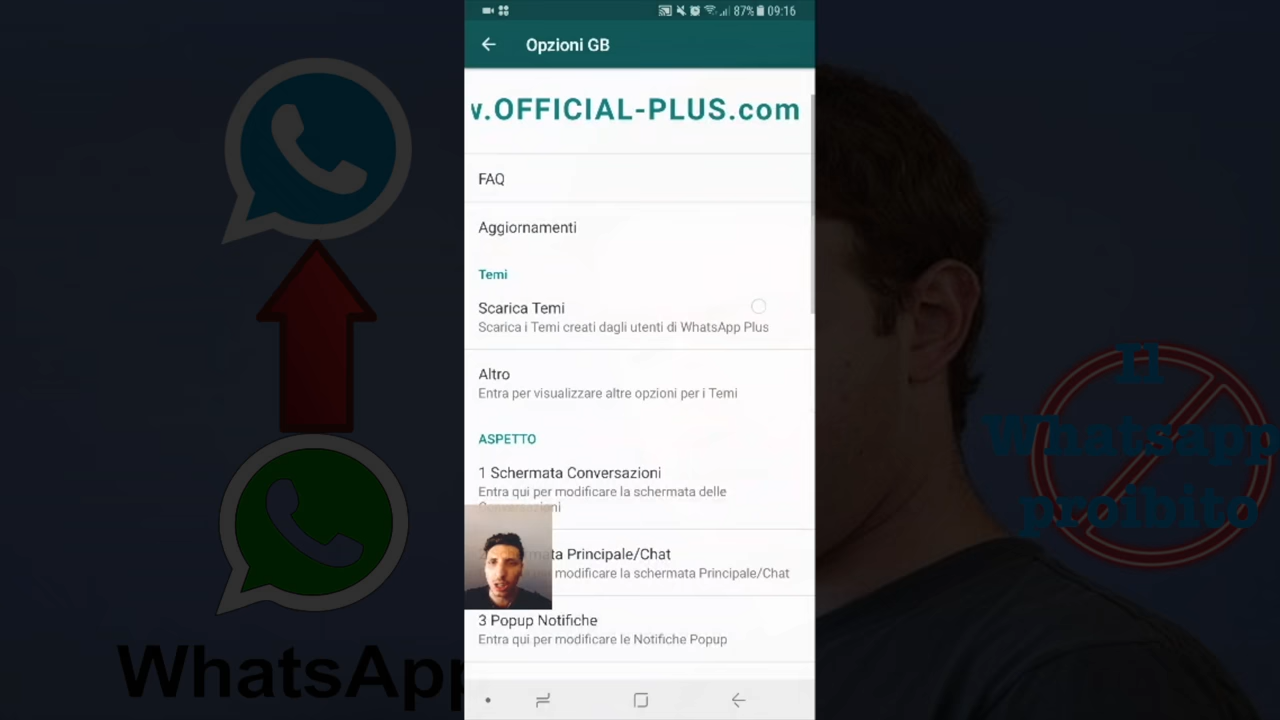 87% 09:16
Opzioni GB
.OFFICIAL-PLUS.com
FAQ
Aggiornamenti
Temi
Scarica Temi
Scarica i Temi creati dagli utenti di WhatsApp Plus
Altro
Entra per visualizzare altre opzioni per i Temi
ASPETTO
1 Schermata Conversazioni
Entra qui per modificare la schermata delle
Principale/Chat
modificare la schermata Principale/Chat
3 Popup Notifiche
Entra qui per modificare le Notifiche Popup
WhatsApp
Il
Whatsapp
proibito